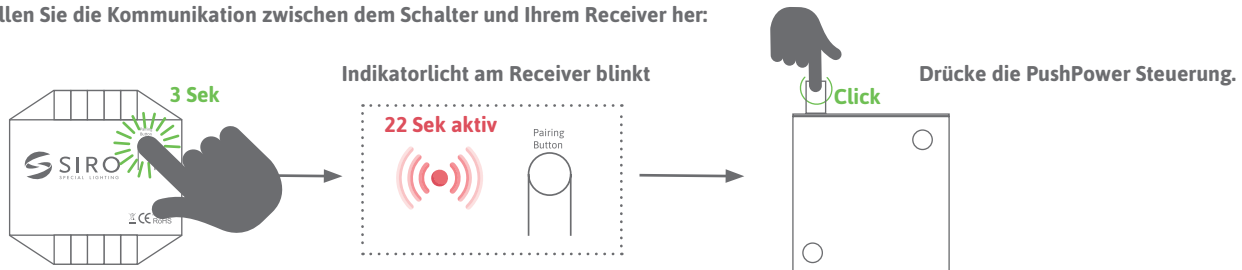 llen Sie die Kommunikation zwischen dem Schalter und Ihrem Receiver her:
Indikatorlicht am Receiver blinkt
Drücke die PushPower Steuerung.
3 Sek
Click
22 Sek aktiv
Pairing
Button
Button
SIRO
SPECIAL LIGHTING
CE RoHS